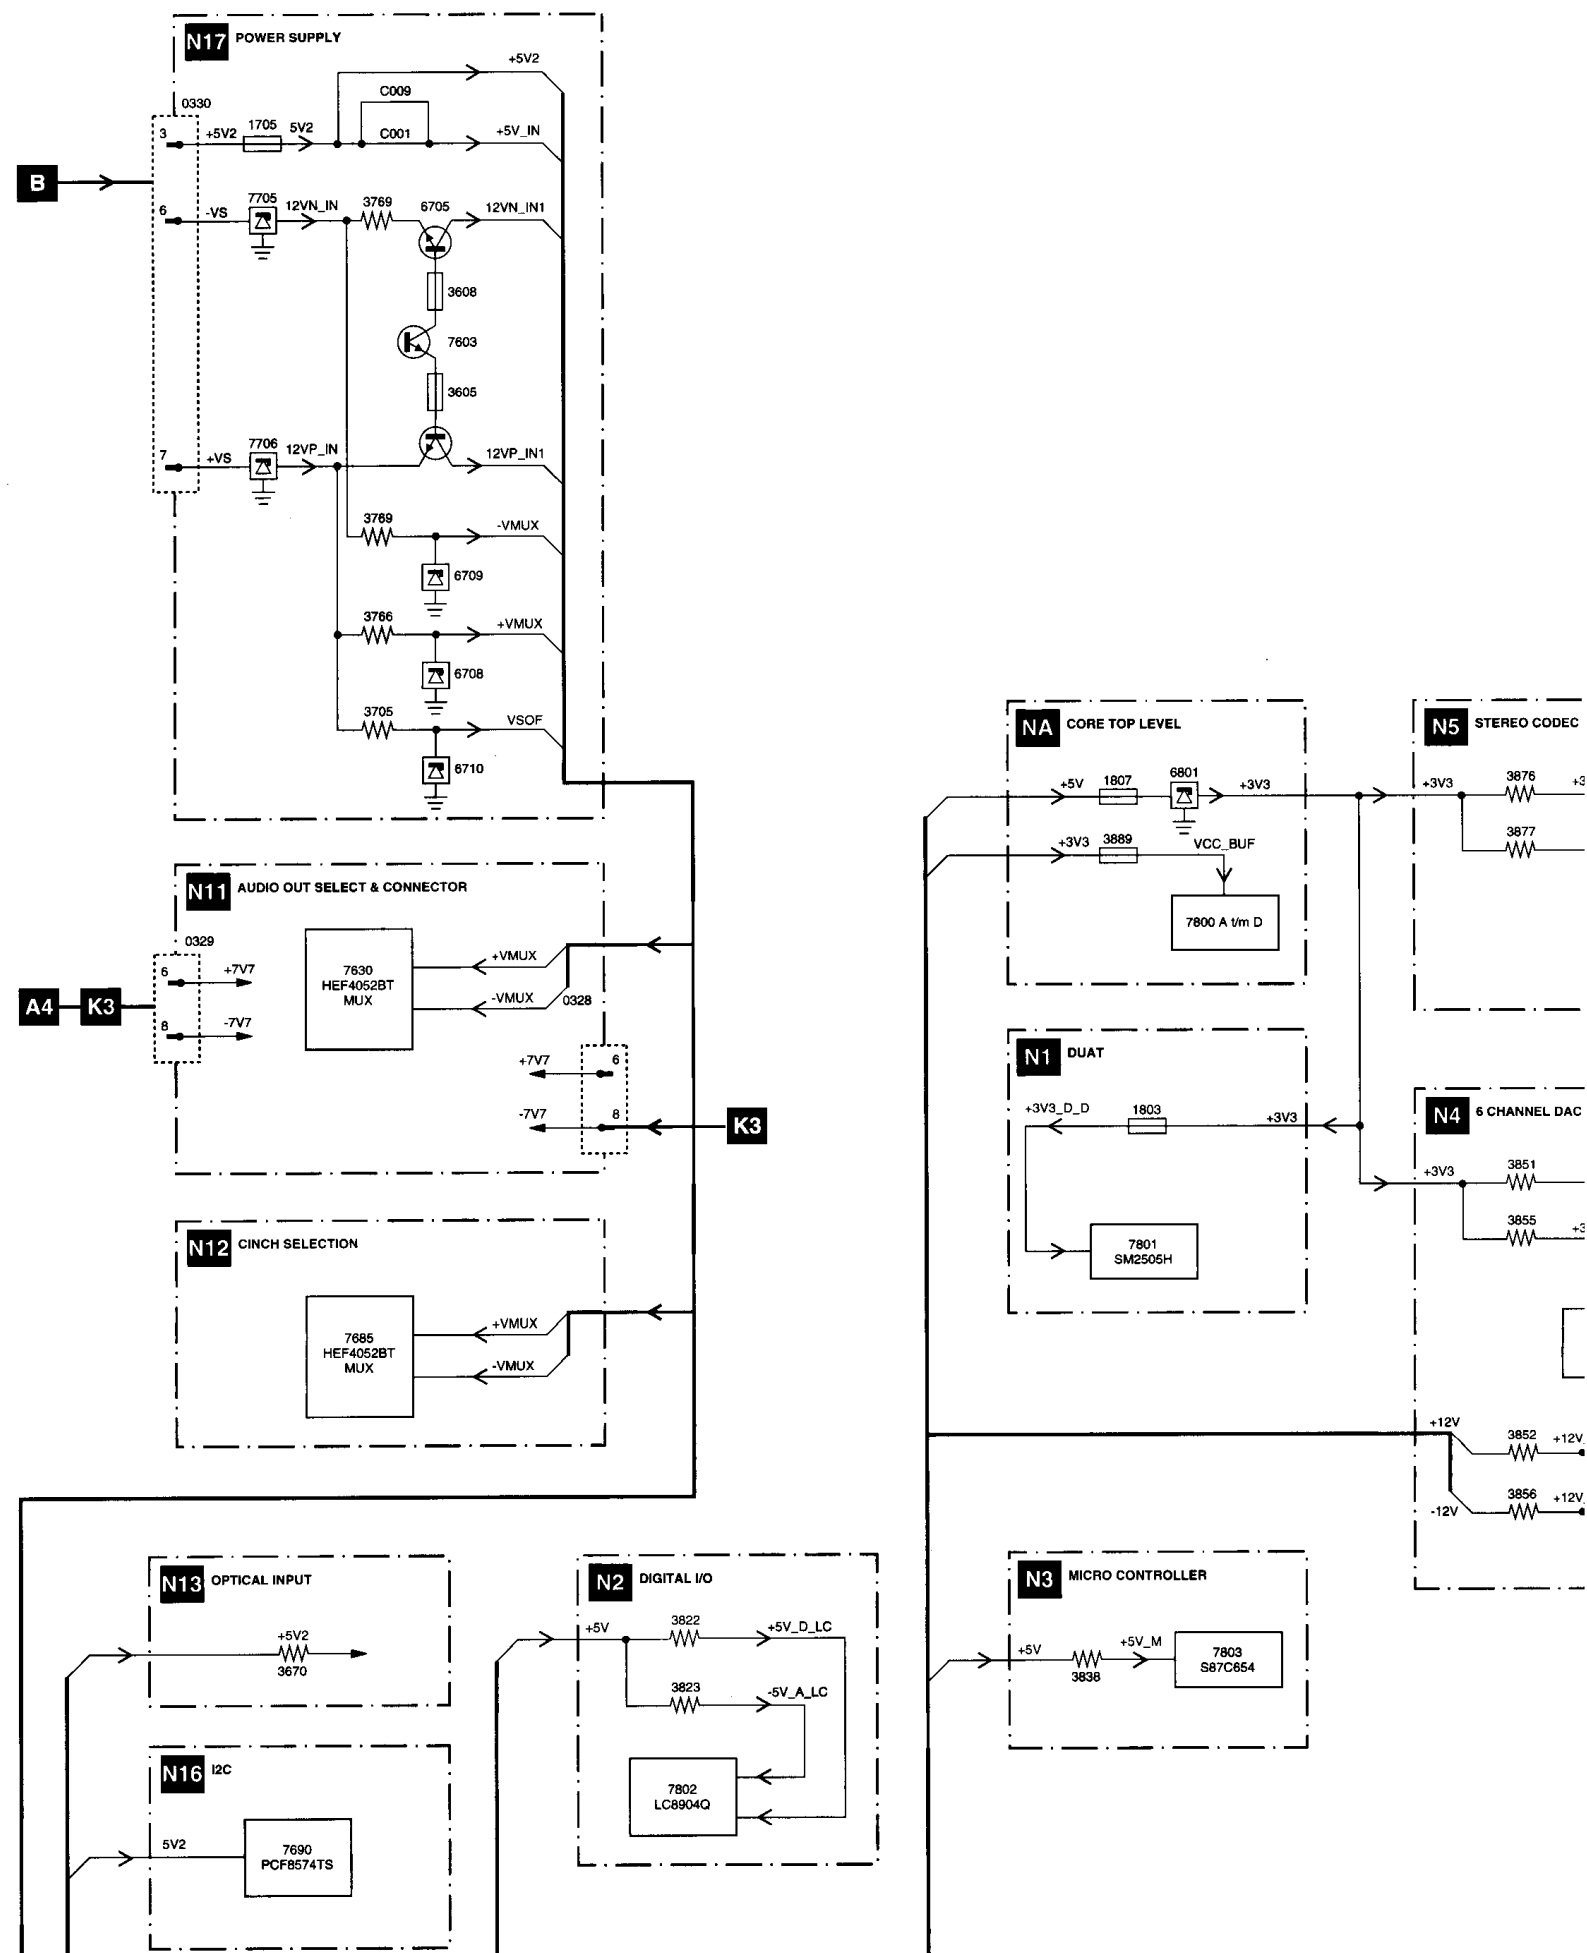 N17 POWER SUPPLY
+5V2
C009
0330
3 +5V2 1705 5V2 C001 +5V_IN
B
6 -VS 7705 12VN_IN 3769 6705 12VN_IN1
3608
7603
3605
7 +VS 7706 12VP_IN 12VP_IN1
3769 -VMUX
6709
3766 +VMUX
6708
3705 VSOF
6710
N11 AUDIO OUT SELECT & CONNECTOR
0329
A4 K3
6 +7V7
8 -7V7
7630
HEF4052BT
MUX
+VMUX
-VMUX
0328
+7V7 6
-7V7 8
K3
N12 CINCH SELECTION
7685
HEF4052BT
MUX
+VMUX
-VMUX
N13 OPTICAL INPUT
+5V2
3670
N16 I2C
5V2
7690
PCF8574TS
N2 DIGITAL I/O
+5V 3822 +5V_D_LC
3823 -5V_A_LC
7802
LC8904Q
NA CORE TOP LEVEL
+5V 1807 6801 +3V3
+3V3 3889 VCC_BUF
7800 A t/m D
N1 DUAT
+3V3_D_D 1803 +3V3
7801
SM2505H
N3 MICRO CONTROLLER
+5V 3838 +5V_M
7803
S87C654
N5 STEREO CODEC
+3V3 3876 +3
3877
N4 6 CHANNEL DAC
+3V3 3851
3855 +3
+12V 3852 +12V_
-12V 3856 +12V_